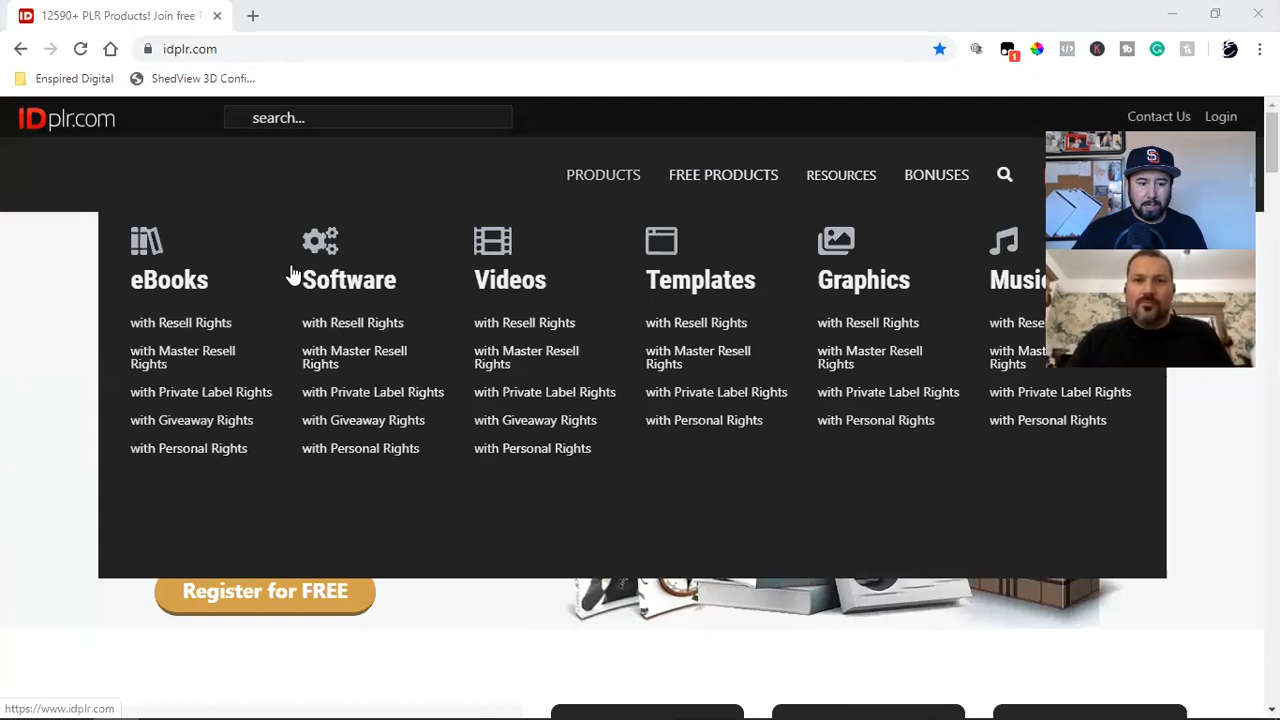 12590+ PLR Products! Join free
idplr.com
1
Enspired Digital
ShedView 3D Confi...
IDplr.com
search...
Contact Us
Login
PRODUCTS
FREE PRODUCTS
RESOURCES
BONUSES
eBooks
with Resell Rights
with Master Resell
Rights
with Private Label Rights
with Giveaway Rights
with Personal Rights
Software
with Resell Rights
with Master Resell
Rights
with Private Label Rights
with Giveaway Rights
with Personal Rights
Videos
with Resell Rights
with Master Resell
Rights
with Private Label Rights
with Giveaway Rights
with Personal Rights
Templates
with Resell Rights
with Master Resell
Rights
with Private Label Rights
with Personal Rights
Graphics
with Resell Rights
with Master Resell
Rights
with Private Label Rights
with Personal Rights
Music
with Rese
with Mast
Rights
with Private Label Rights
with Personal Rights
Register for FREE
https://www.idplr.com